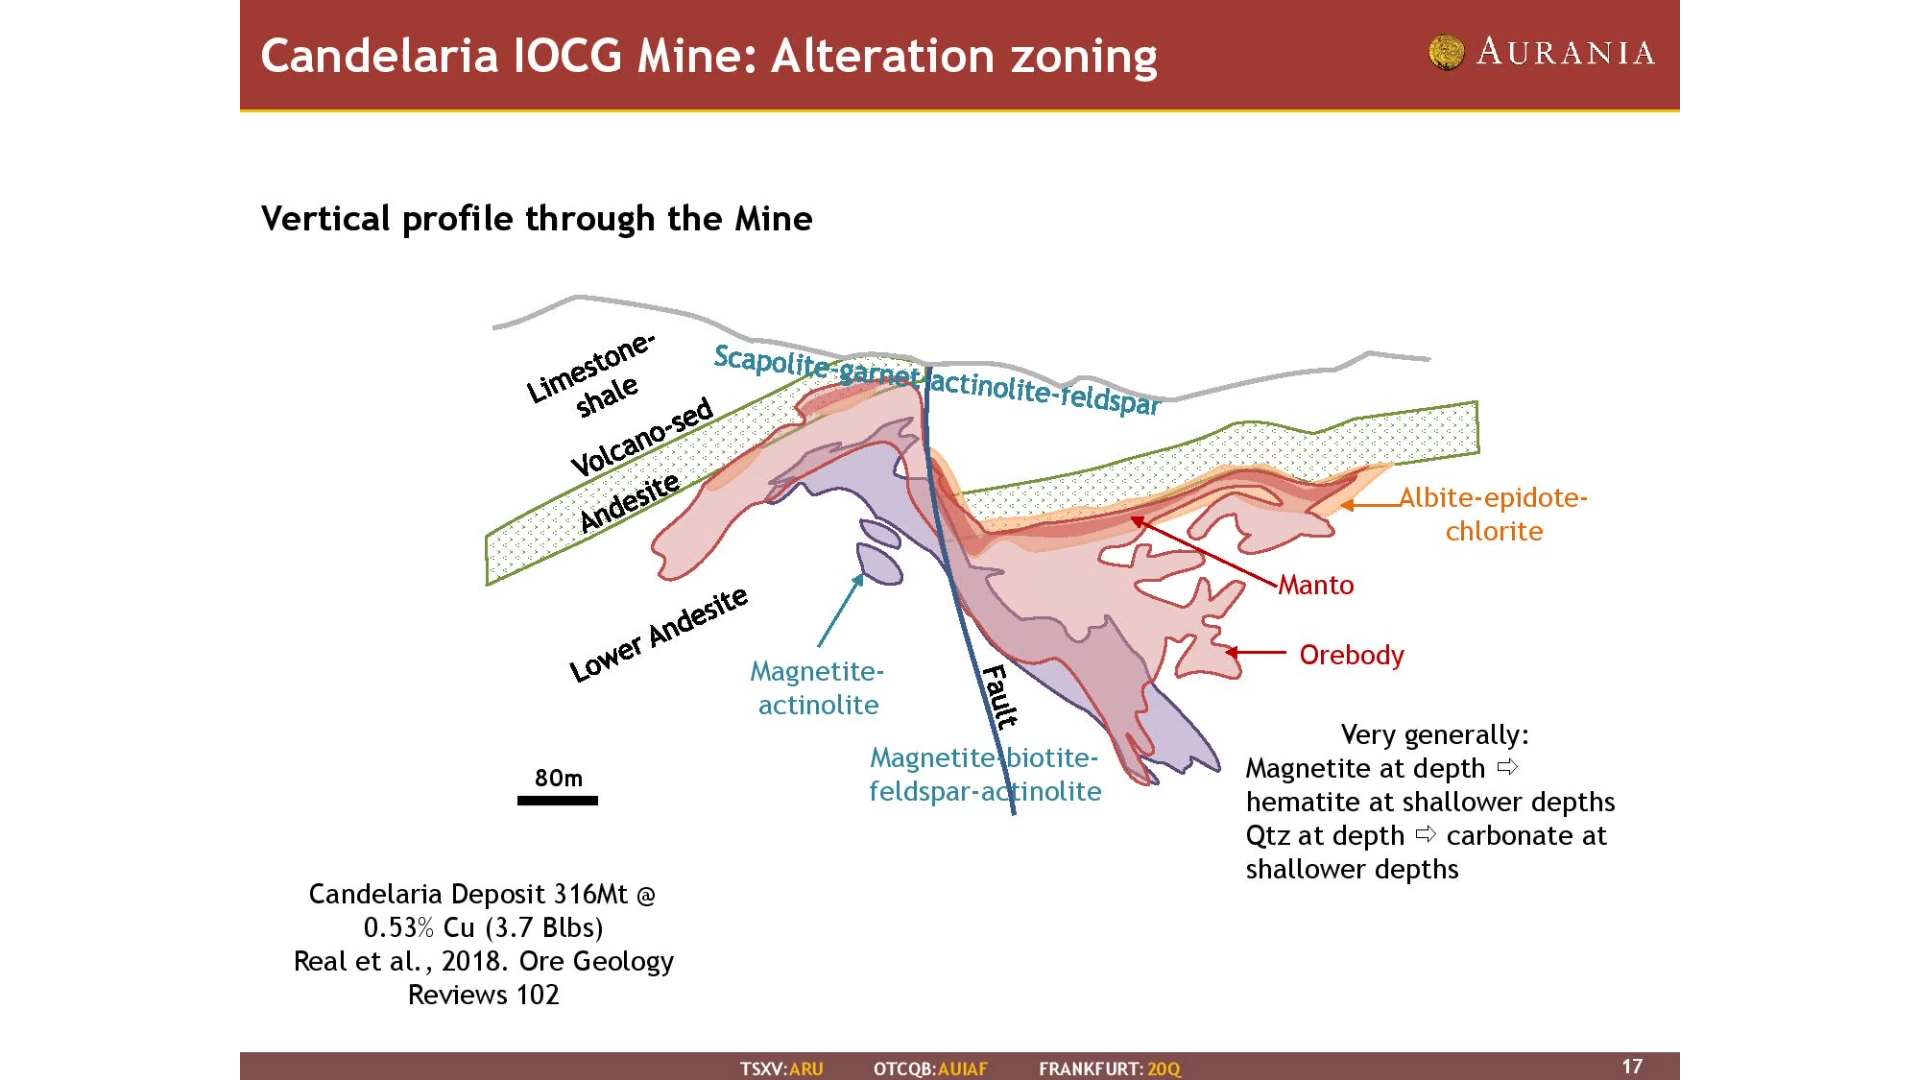 Candelaria IOCG Mine: Alteration zoning
AURANIA
Vertical profile through the Mine
Limestone-
shale
Scapolite-garnet-actinolite-feldspar
Volcano-sed
Andesite
Albite-epidote-
chlorite
Manto
Lower Andesite
Orebody
Magnetite-
actinolite
Fault
Magnetite-biotite-
feldspar-actinolite
Very generally:
Magnetite at depth ⇨
hematite at shallower depths
Qtz at depth ⇨ carbonate at
shallower depths
80m
Candelaria Deposit 316Mt @
0.53% Cu (3.7 Blbs)
Real et al., 2018. Ore Geology
Reviews 102
TSXV:ARU OTCQB:AUIAF FRANKFURT:20Q
17